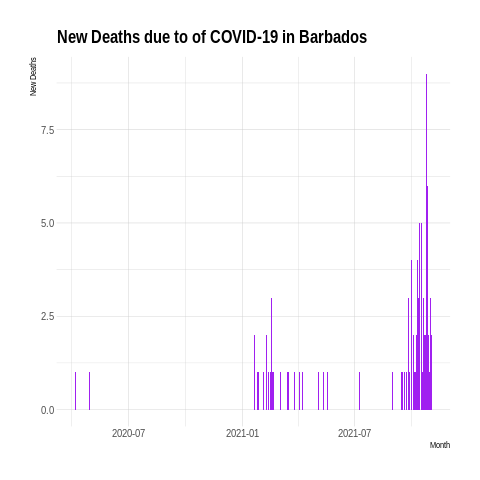 New Deaths due to of COVID-19 in Barbados
New Deaths
7.5
5.0
2.5
0.0
2020-07
2021-01
2021-07
Month